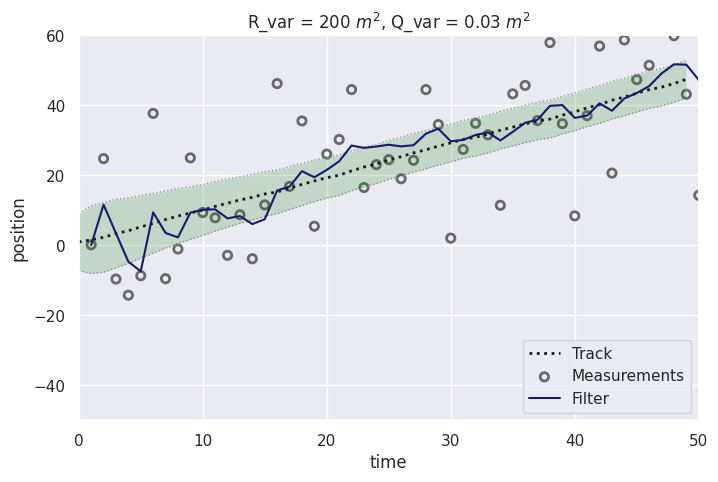 R_var = 200 m², Q_var = 0.03 m²
60
40
20
0
−20
−40
position
0 10 20 30 40 50
time
Track
Measurements
Filter